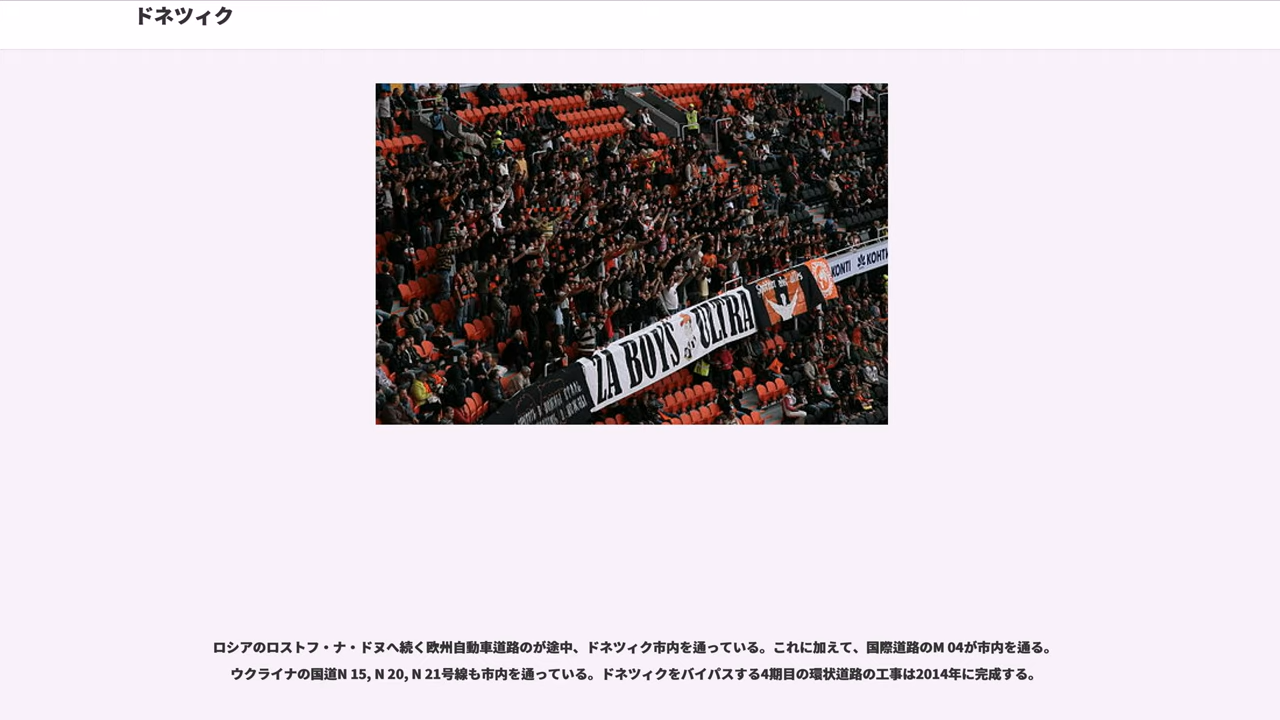 ドネツィク
KONTI
ZA BOYS ULTRA
ロシアのロストフ・ナ・ドヌへ続く欧州自動車道路のが途中、ドネツィク市内を通っている。これに加えて、国際道路のM 04が市内を通る。
ウクライナの国道N 15, N 20, N 21号線も市内を通っている。ドネツィクをバイパスする4期目の環状道路の工事は2014年に完成する。